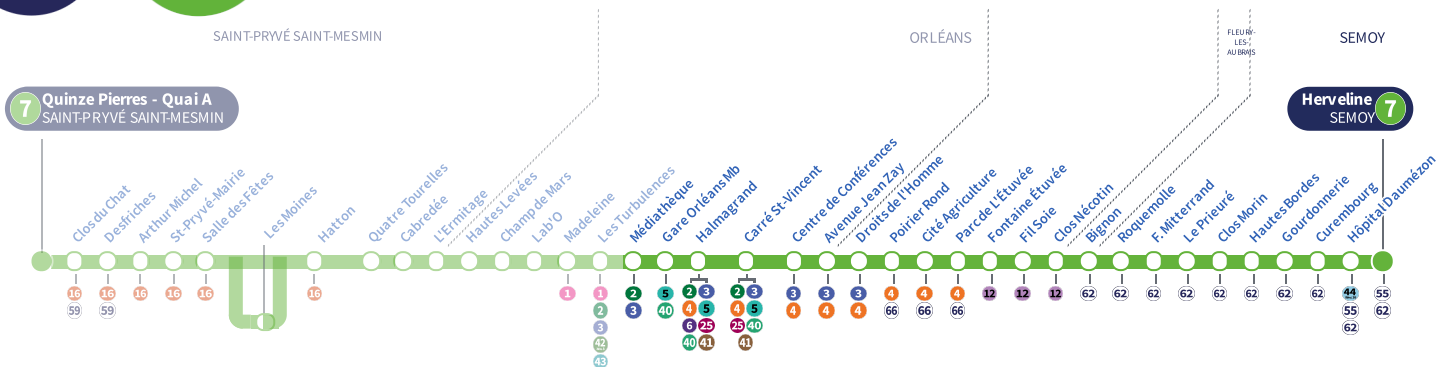 SAINT-PRYVÉ SAINT-MESMIN
ORLÉANS
FLEURY-
LES-
AUBRAIS
SEMOY
7
Quinze Pierres - Quai A
SAINT-PRYVÉ SAINT-MESMIN
Herveline
SEMOY
7
Clos du Chat
Desfriches
Arthur Michel
St-Pryvé-Mairie
Salle des Fêtes
Les Moines
Hatton
Quatre Tourelles
Cabredée
L'Ermitage
Hautes Levées
Champ de Mars
Lab'O
Madeleine
Les Turbulences
Médiathèque
Gare Orléans Mb
Halmagrand
Carré St-Vincent
Centre de Conférences
Avenue Jean Zay
Droits de l'Homme
Poirier Rond
Cité Agriculture
Parc de L'Étuvée
Fontaine Étuvée
Fil Soie
Clos Nécotin
Bignon
Roquemolle
F. Mitterrand
Le Prieuré
Clos Morin
Hautes Bordes
Gourdonnerie
Curembourg
Hôpital Daumézon
16 16 16 16 16 16 1 1 2 5 2 3 2 3 3 3 3 4 4 4 12 12 12 62 62 62 62 62 62 62 62 44 55
59 59 2 3 40 4 5 4 5 4 4 4 66 66 66 55 62
3 6 25 25 40 62
42 40 41 41
43